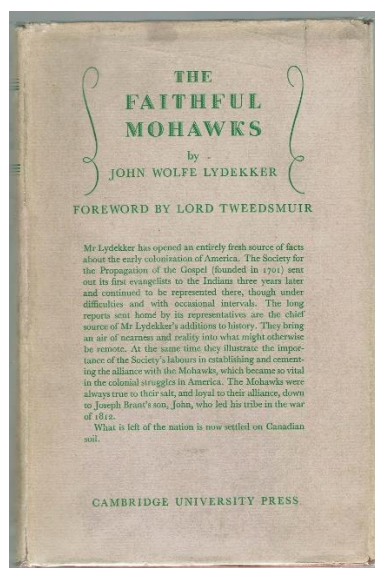 THE
FAITHFUL
MOHAWKS
by
JOHN WOLFE LYDEKKER
FOREWORD BY LORD TWEEDSMUIR
Mr Lydekker has opened an entirely fresh source of facts
about the early colonization of America. The Society for
the Propagation of the Gospel (founded in 1701) sent
out its first evangelists to the Indians three years later
and continued to be represented there, though under
difficulties and with occasional intervals. The long
reports sent home by its representatives are the chief
source of Mr Lydekker's additions to history. They bring
an air of nearness and reality into what might otherwise
be remote. At the same time they illustrate the impor-
tance of the Society's labours in establishing and cement-
ing the alliance with the Mohawks, which became so vital
in the colonial struggles in America. The Mohawks were
always true to their salt, and loyal to their alliance, down
to Joseph Brant's son, John, who led his tribe in the war
of 1812.
What is left of the nation is now settled on Canadian
soil.
CAMBRIDGE UNIVERSITY PRESS